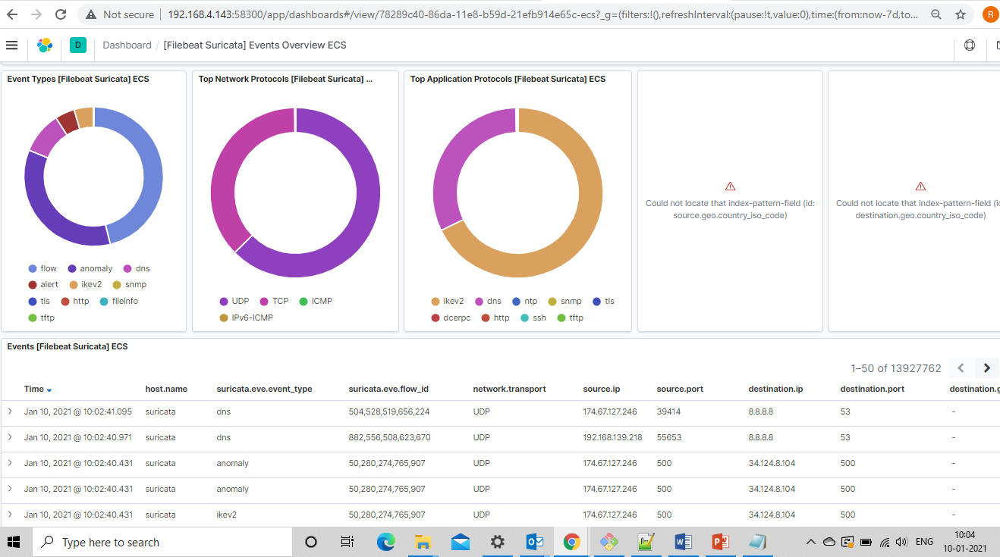 Not secure 192.168.4.143:58300/app/dashboards#/view/78289c40-86da-11e8-b59d-21efb914e65c-ecs?_g=(filters:!(),refreshInterval:(pause:!t,value:0),time:(from:now-7d,to...
R
D Dashboard / [Filebeat Suricata] Events Overview ECS
Event Types [Filebeat Suricata] ECS
flow anomaly dns
alert ikev2 snmp
tls http fileinfo
tftp
Top Network Protocols [Filebeat Suricata] ...
UDP TCP ICMP
IPv6-ICMP
Top Application Protocols [Filebeat Suricata] ECS
ikev2 dns ntp snmp tls
dcerpc http ssh tftp
Could not locate that index-pattern-field (id:
source.geo.country_iso_code)
Could not locate that index-pattern-field (id
destination.geo.country_iso_code)
Events [Filebeat Suricata] ECS
1–50 of 13927762
Time host.name suricata.eve.event_type suricata.eve.flow_id network.transport source.ip source.port destination.ip destination.port destination.g
Jan 10, 2021 @ 10:02:41.095 suricata dns 504,528,519,656,224 UDP 174.67.127.246 39414 8.8.8.8 53 -
Jan 10, 2021 @ 10:02:40.971 suricata dns 882,556,508,623,670 UDP 192.168.139.218 55653 8.8.8.8 53 -
Jan 10, 2021 @ 10:02:40.431 suricata anomaly 50,280,274,765,907 UDP 174.67.127.246 500 34.124.8.104 500 -
Jan 10, 2021 @ 10:02:40.431 suricata anomaly 50,280,274,765,907 UDP 174.67.127.246 500 34.124.8.104 500 -
Jan 10, 2021 @ 10:02:40.431 suricata ikev2 50,280,274,765,907 UDP 174.67.127.246 500 34.124.8.104 500 -
Type here to search
ENG
10:04
10-01-2021